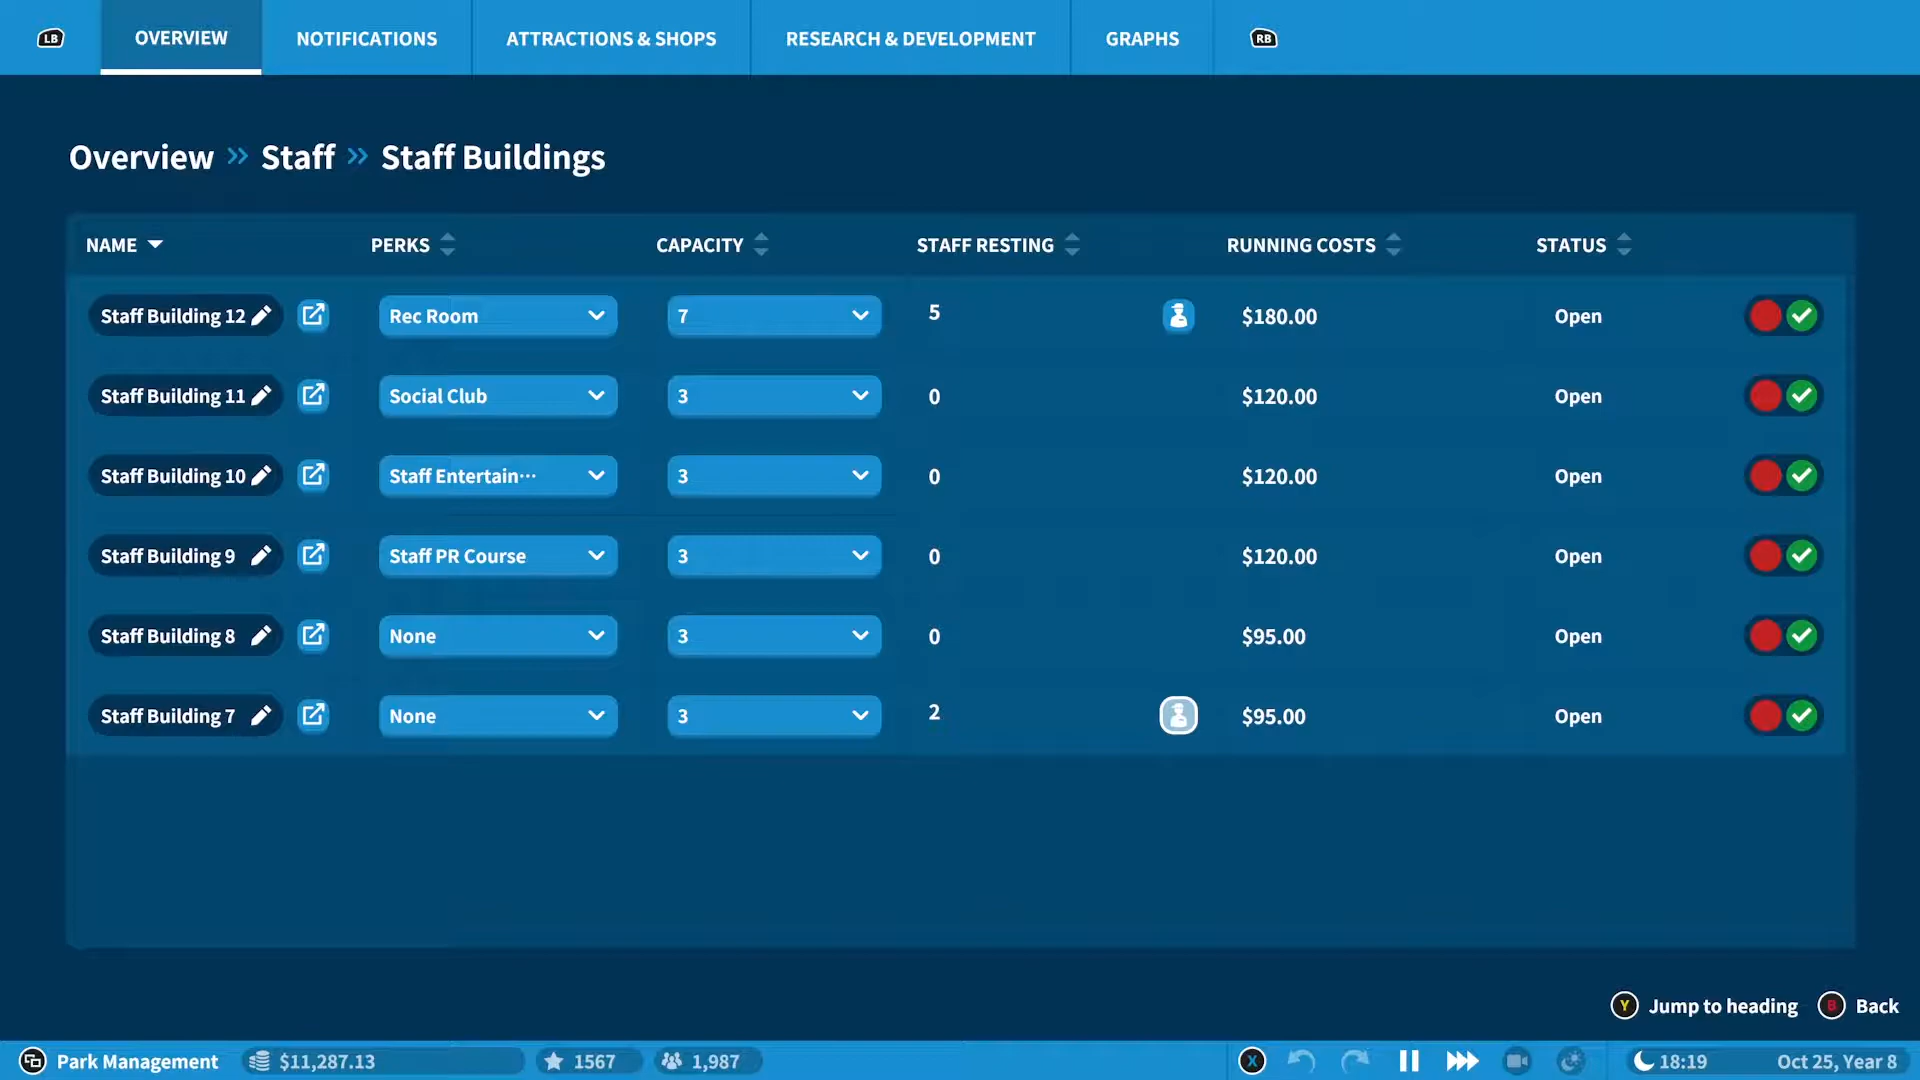 LB OVERVIEW NOTIFICATIONS ATTRACTIONS & SHOPS RESEARCH & DEVELOPMENT GRAPHS RB
Overview » Staff » Staff Buildings
NAME PERKS CAPACITY STAFF RESTING RUNNING COSTS STATUS
Staff Building 12 Rec Room 7 5 $180.00 Open
Staff Building 11 Social Club 3 0 $120.00 Open
Staff Building 10 Staff Entertain··· 3 0 $120.00 Open
Staff Building 9 Staff PR Course 3 0 $120.00 Open
Staff Building 8 None 3 0 $95.00 Open
Staff Building 7 None 3 2 $95.00 Open
Y Jump to heading B Back
Park Management $11,287.13 1567 1,987 X 18:19 Oct 25, Year 8